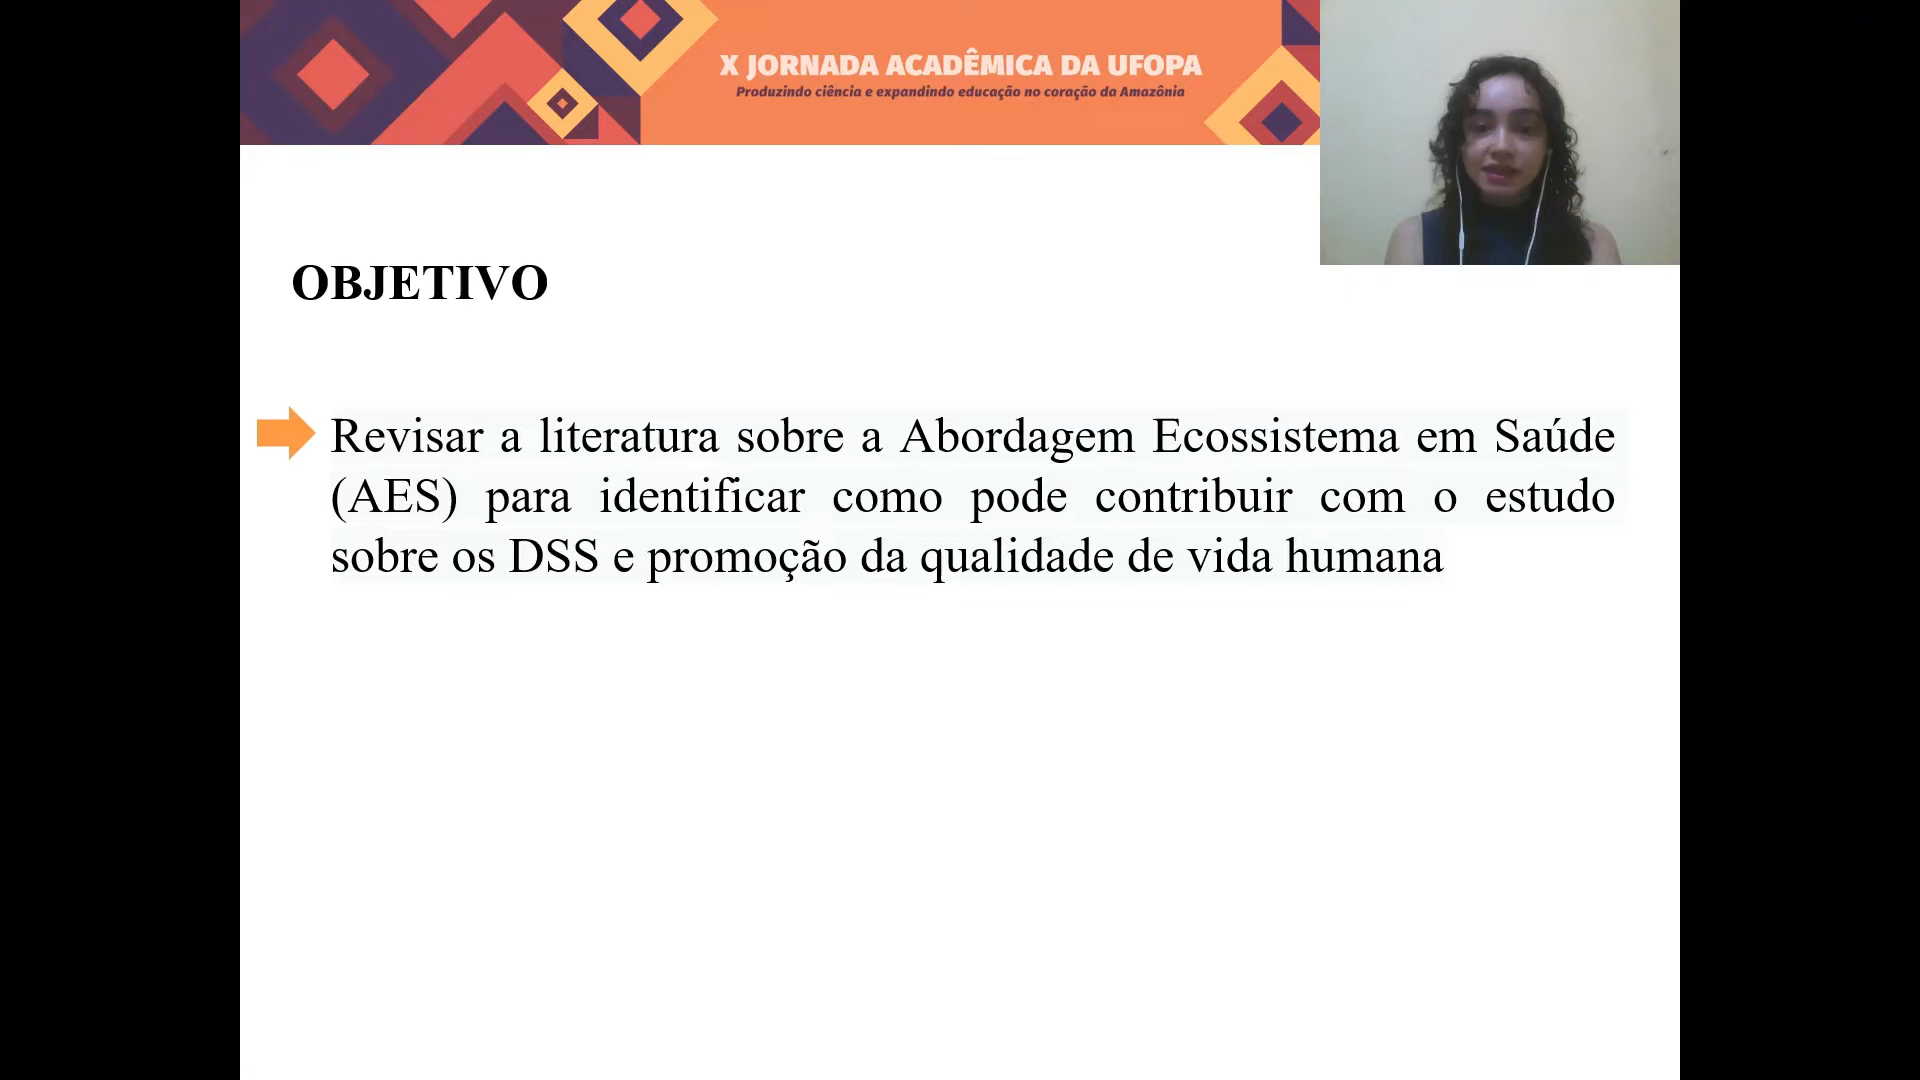 X JORNADA ACADÊMICA DA UFOPA
Produzindo ciência e expandindo educação no coração da Amazônia
OBJETIVO
Revisar a literatura sobre a Abordagem Ecossistema em Saúde
(AES) para identificar como pode contribuir com o estudo
sobre os DSS e promoção da qualidade de vida humana